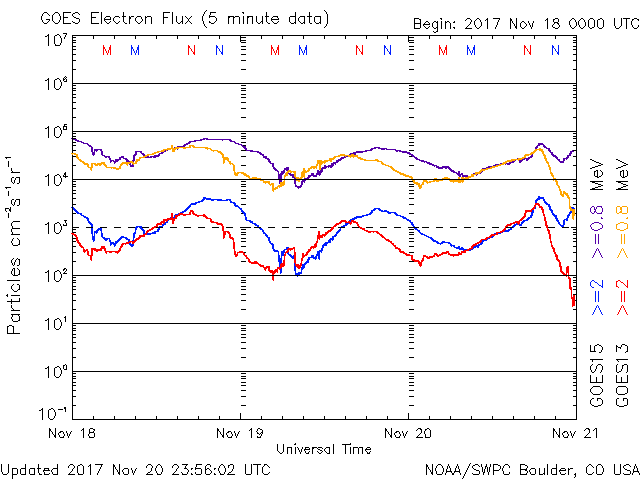 GOES Electron Flux (5 minute data)
Begin: 2017 Nov 18 0000 UTC
10⁷
M M N N M M N N M M N N
10⁶
10⁵
10⁴
10³
10²
10¹
10⁰
10⁻¹
Particles cm⁻²s⁻¹sr⁻¹
Nov 18 Nov 19 Nov 20 Nov 21
Universal Time
GOES15 >=2 >=0.8 MeV
GOES13 >=2 >=0.8 MeV
Updated 2017 Nov 20 23:56:02 UTC
NOAA/SWPC Boulder, CO USA